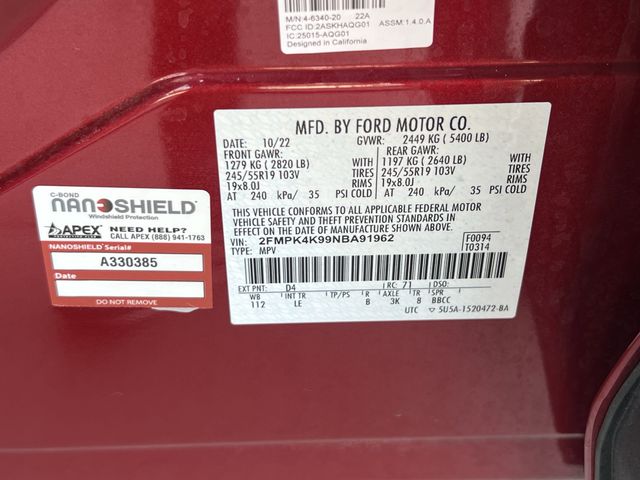 M/N:4-6340-20 22A
FCC ID:2ASKHAQG01 ASSM:1.4.0.A
IC:25015-AQG01
Designed in California
MFD. BY FORD MOTOR CO.
DATE: 10/22 GVWR: 2449 KG ( 5400 LB)
FRONT GAWR: REAR GAWR:
1279 KG ( 2820 LB) WITH 1197 KG ( 2640 LB) WITH
245/55R19 103V TIRES 245/55R19 103V TIRES
19x8.0J RIMS 19x8.0J RIMS
AT 240 kPa/ 35 PSI COLD AT 240 kPa/ 35 PSI COLD
THIS VEHICLE CONFORMS TO ALL APPLICABLE FEDERAL MOTOR
VEHICLE SAFETY AND THEFT PREVENTION STANDARDS IN
EFFECT ON THE DATE OF MANUFACTURE SHOWN ABOVE.
VIN: 2FMPK4K99NBA91962 F0094
TYPE: MPV T0314
EXT PNT: D4 RC: 71 DSO:
WB INT TR TP/PS R AXLE TR SPR
112 LE B 3K 8 BBCC
UTC ▽ 5U5A-1520472-BA
C-BOND
NANOSHIELD
Windshield Protection
APEX NEED HELP?
CALL APEX (888) 941-1763
NANOSHIELD Serial#
A330385
Date
DO NOT REMOVE